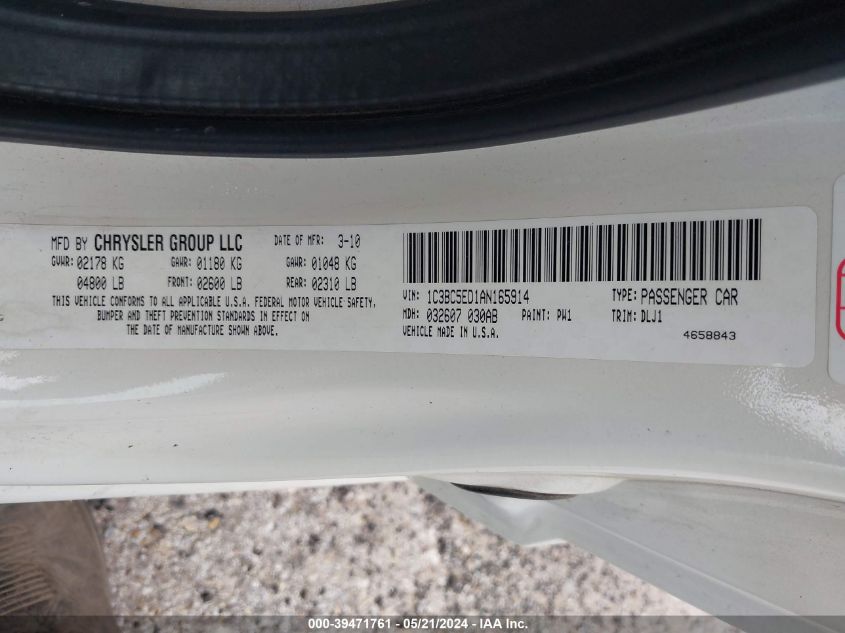 MFD BY CHRYSLER GROUP LLC DATE OF MFR: 3-10
GVWR: 02178 KG GAWR: 01180 KG GAWR: 01048 KG
04800 LB FRONT: 02600 LB REAR: 02310 LB
THIS VEHICLE CONFORMS TO ALL APPLICABLE U.S.A. FEDERAL MOTOR VEHICLE SAFETY,
BUMPER AND THEFT PREVENTION STANDARDS IN EFFECT ON
THE DATE OF MANUFACTURE SHOWN ABOVE.
VIN: 1C3BC5ED1AN165914 TYPE: PASSENGER CAR
MDH: 032607 030AB PAINT: PW1 TRIM: DLJ1
VEHICLE MADE IN U.S.A. 4658843
000-39471761 - 05/21/2024 - IAA Inc.